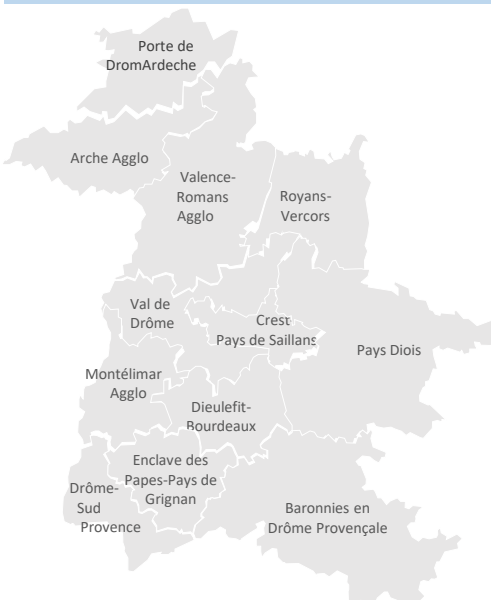 Porte de
DromArdeche
Arche Agglo
Valence-
Romans
Agglo
Royans-
Vercors
Val de
Drôme
Crest
Pays de Saillans
Pays Diois
Montélimar
Agglo
Dieulefit-
Bourdeaux
Enclave des
Papes-Pays de
Grignan
Drôme-
Sud
Provence
Baronnies en
Drôme Provençale